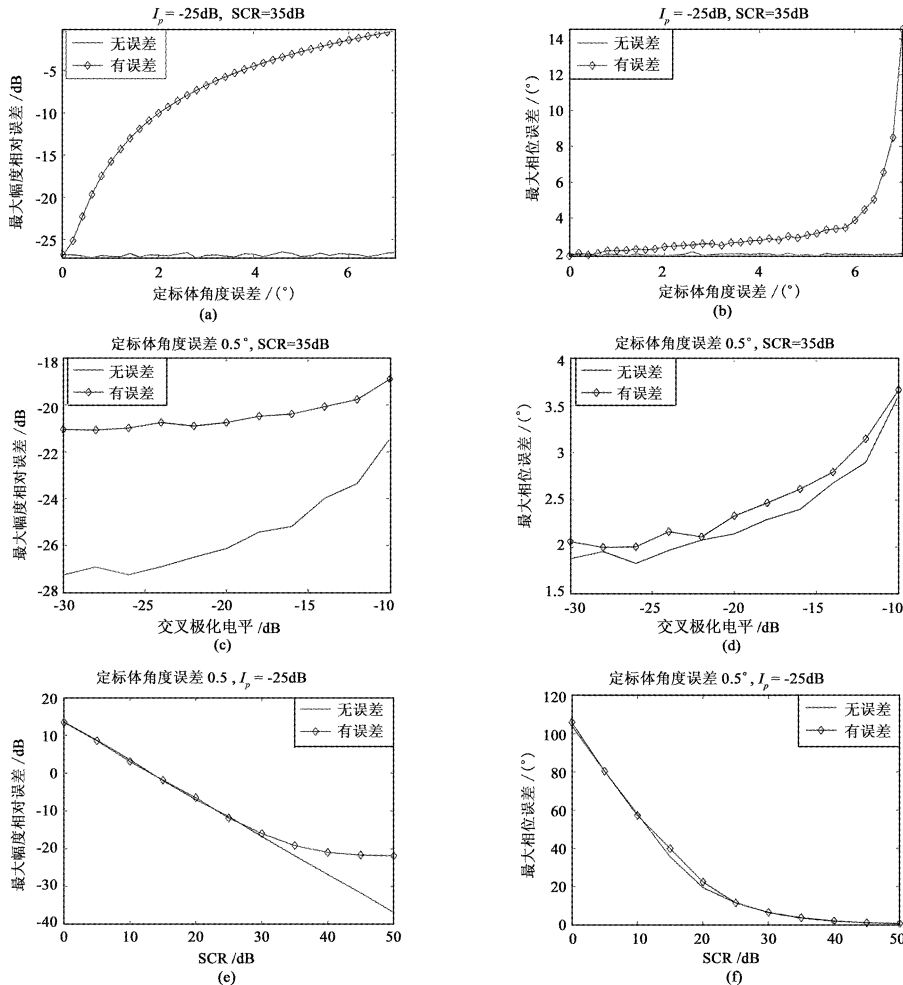 I_p = -25dB, SCR=35dB
无误差
有误差
-5
-10
-15
-20
-25
0
2
4
6
最大幅度相对误差 /dB
定标体角度误差 /(°)
(a)
I_p = -25dB, SCR=35dB
无误差
有误差
14
12
10
8
6
4
2
0
2
4
6
最大相位误差 /(°)
定标体角度误差 /(°)
(b)
定标体角度误差 0.5°, SCR=35dB
无误差
有误差
-18
-20
-22
-24
-26
-28
-30
-25
-20
-15
-10
最大幅度相对误差 /dB
交叉极化电平 /dB
(c)
定标体角度误差 0.5°, SCR=35dB
无误差
有误差
4
3.5
3
2.5
2
1.5
-30
-25
-20
-15
-10
最大相位误差 /(°)
交叉极化电平 /dB
(d)
定标体角度误差 0.5 , I_p = -25dB
无误差
有误差
20
10
0
-10
-20
-30
-40
0
10
20
30
40
50
最大幅度相对误差 /dB
SCR /dB
(e)
定标体角度误差 0.5°, I_p = -25dB
无误差
有误差
120
100
80
60
40
20
0
0
10
20
30
40
50
最大相位误差 /(°)
SCR /dB
(f)